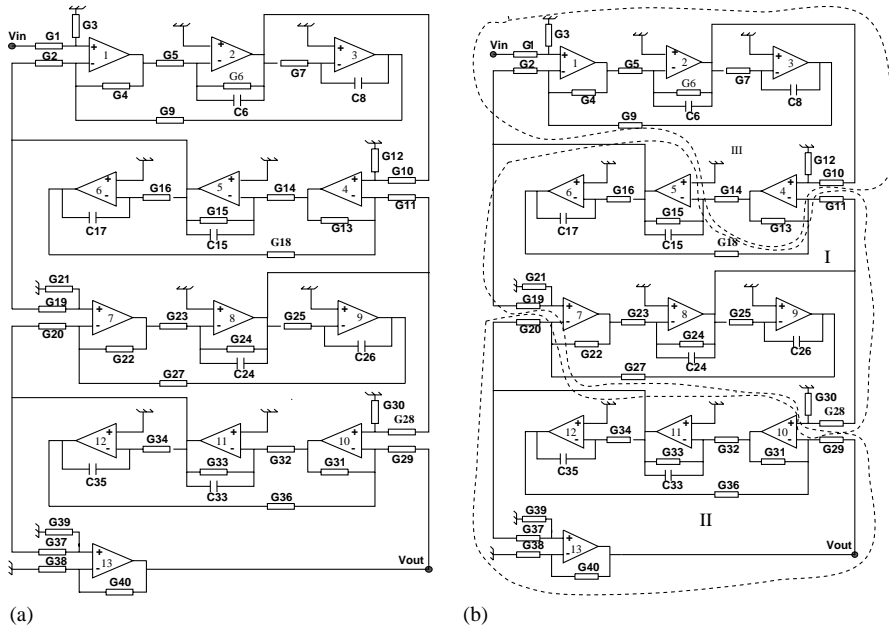 G3
Vin G1
G2 + 1 - G5 + 2 - G7 + 3 -
G4 G6 C8
C6
G9
G12
G10
6 + - G16 5 + - G14 4 + - G11
C17 G15 G13
C15
G18
G21
G19
G20 + 7 - G23 + 8 - G25 + 9 -
G22 G24 C26
C24
G27
G30
G28
12 + - G34 11 + - G32 10 + - G29
C35 G33 G31
C33
G36
G39
G37
G38 + 13 - Vout
G40
(a)
G3
Vin G1
G2 + 1 - G5 + 2 - G7 + 3 -
G4 G6 C8
C6
G9
III
G12
G10
6 + - G16 5 + - G14 4 + - G11
C17 G15 G13
C15
G18
I
G21
G19
G20 + 7 - G23 + 8 - G25 + 9 -
G22 G24 C26
C24
G27
G30
G28
12 + - G34 11 + - G32 10 + - G29
C35 G33 G31
C33
G36
II
G39
G37
G38 + 13 - Vout
G40
(b)